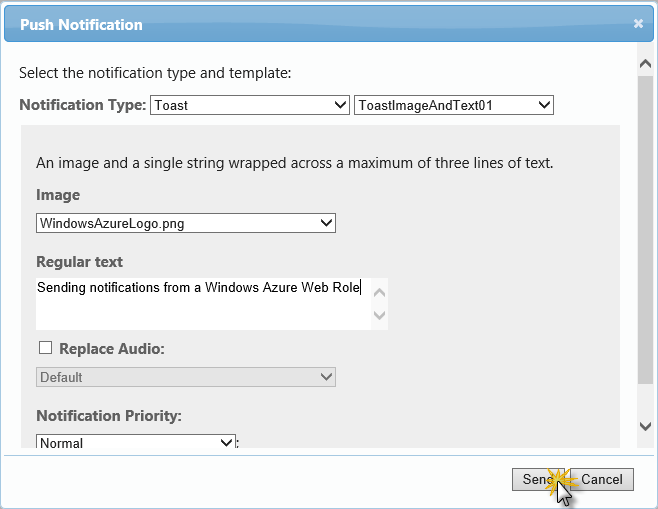 Push Notification
Select the notification type and template:
Notification Type: Toast ToastImageAndText01
An image and a single string wrapped across a maximum of three lines of text.
Image
WindowsAzureLogo.png
Regular text
Sending notifications from a Windows Azure Web Role
Replace Audio:
Default
Notification Priority:
Normal :
Send Cancel